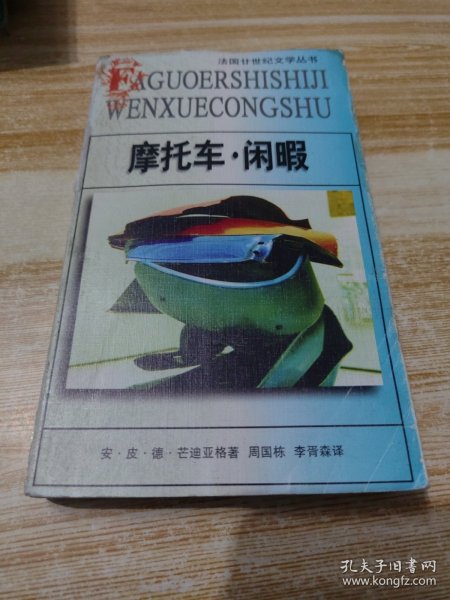 法国廿世纪文学丛书
FAGUOERSHISHIJI
WENXUECONGSHU
摩托车·闲暇
安·皮·德·芒迪亚格著 周国栋 李胥森译
孔夫子旧书网
www.kongfz.com